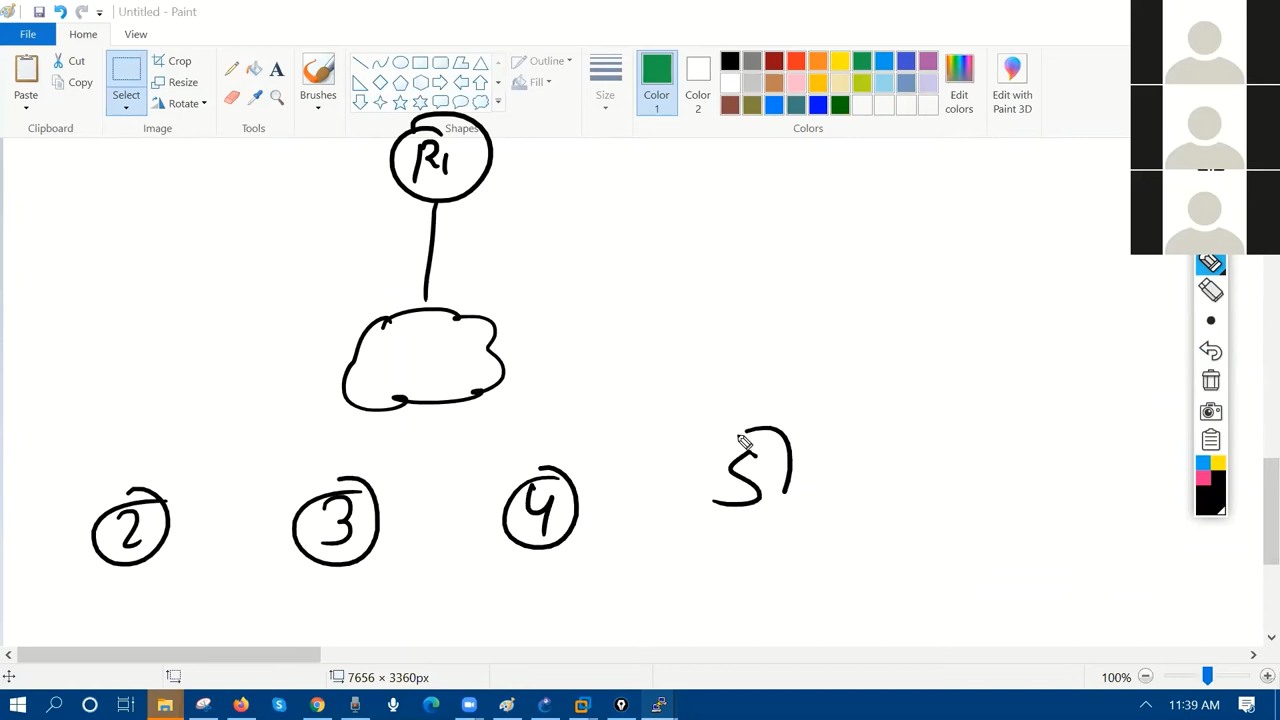 Untitled - Paint
File
Home
View
Paste
Cut
Copy
Clipboard
Select
Crop
Resize
Rotate
Image
Tools
Brushes
Shapes
Outline
Fill
Size
Color 1
Color 2
Edit colors
Edit with Paint 3D
Colors
R1
2
3
4
5
7656 × 3360px
100%
11:39 AM